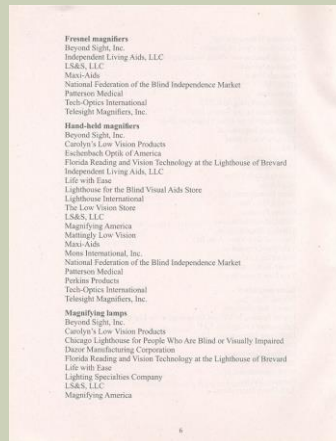 Fresnel magnifiers
Beyond Sight, Inc.
Independent Living Aids, LLC
LS&S, LLC
Maxi-Aids
National Federation of the Blind Independence Market
Patterson Medical
Tech-Optics International
Telesight Magnifiers, Inc.
Hand-held magnifiers
Beyond Sight, Inc.
Carolyn's Low Vision Products
Eschenbach Optik of America
Florida Reading and Vision Technology at the Lighthouse of Brevard
Independent Living Aids, LLC
Life with Ease
Lighthouse for the Blind Visual Aids Store
Lighthouse International
The Low Vision Store
LS&S, LLC
Magnifying America
Mattingly Low Vision
Maxi-Aids
Mons International, Inc.
National Federation of the Blind Independence Market
Patterson Medical
Perkins Products
Tech-Optics International
Telesight Magnifiers, Inc.
Magnifying lamps
Beyond Sight, Inc.
Carolyn's Low Vision Products
Chicago Lighthouse for People Who Are Blind or Visually Impaired
Dazor Manufacturing Corporation
Florida Reading and Vision Technology at the Lighthouse of Brevard
Life with Ease
Lighting Specialties Company
LS&S, LLC
Magnifying America
6